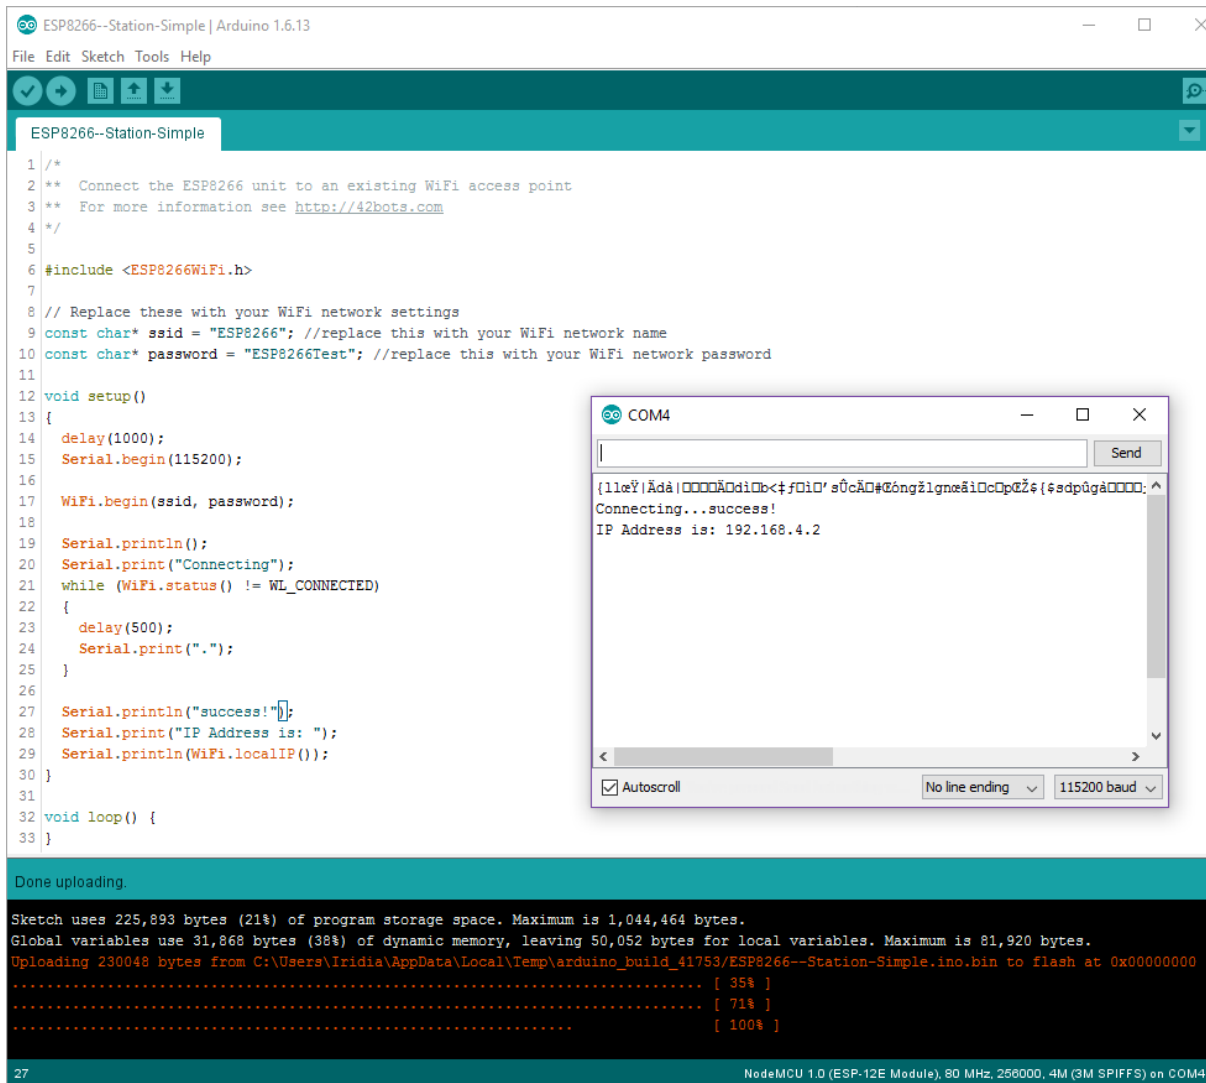 ESP8266--Station-Simple | Arduino 1.6.13
File Edit Sketch Tools Help
ESP8266--Station-Simple
1 /*
2 **  Connect the ESP8266 unit to an existing WiFi access point
3 **  For more information see http://42bots.com
4 */
5
6 #include <ESP8266WiFi.h>
7
8 // Replace these with your WiFi network settings
9 const char* ssid = "ESP8266"; //replace this with your WiFi network name
10 const char* password = "ESP8266Test"; //replace this with your WiFi network password
11
12 void setup()
13 {
14   delay(1000);
15   Serial.begin(115200);
16
17   WiFi.begin(ssid, password);
18
19   Serial.println();
20   Serial.print("Connecting");
21   while (WiFi.status() != WL_CONNECTED)
22   {
23     delay(500);
24     Serial.print(".");
25   }
26
27   Serial.println("success!");
28   Serial.print("IP Address is: ");
29   Serial.println(WiFi.localIP());
30 }
31
32 void loop() {
33 }
COM4
Send
Connecting...success!
IP Address is: 192.168.4.2
Autoscroll
No line ending
115200 baud
Done uploading.
Sketch uses 225,893 bytes (21%) of program storage space. Maximum is 1,044,464 bytes.
Global variables use 31,868 bytes (38%) of dynamic memory, leaving 50,052 bytes for local variables. Maximum is 81,920 bytes.
Uploading 230048 bytes from C:\Users\Iridia\AppData\Local\Temp\arduino_build_41753/ESP8266--Station-Simple.ino.bin to flash at 0x00000000
................................................................................ [ 35% ]
................................................................................ [ 71% ]
................................................................. [ 100% ]
27
NodeMCU 1.0 (ESP-12E Module), 80 MHz, 256000, 4M (3M SPIFFS) on COM4